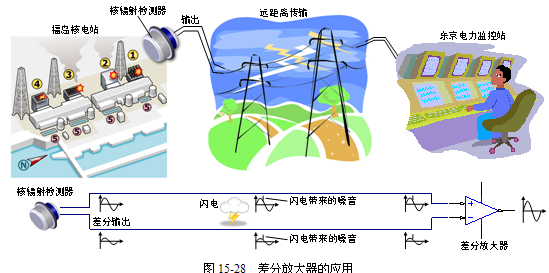 核辐射检测器
福岛核电站
输出
远距离传输
东京电力监控站
④ ③ ② ①
⑤ ⑤ ⑤ ⑤
N
核辐射检测器
差分输出
闪电
闪电带来的噪音
闪电带来的噪音
+
−
差分放大器
图 15-28 差分放大器的应用